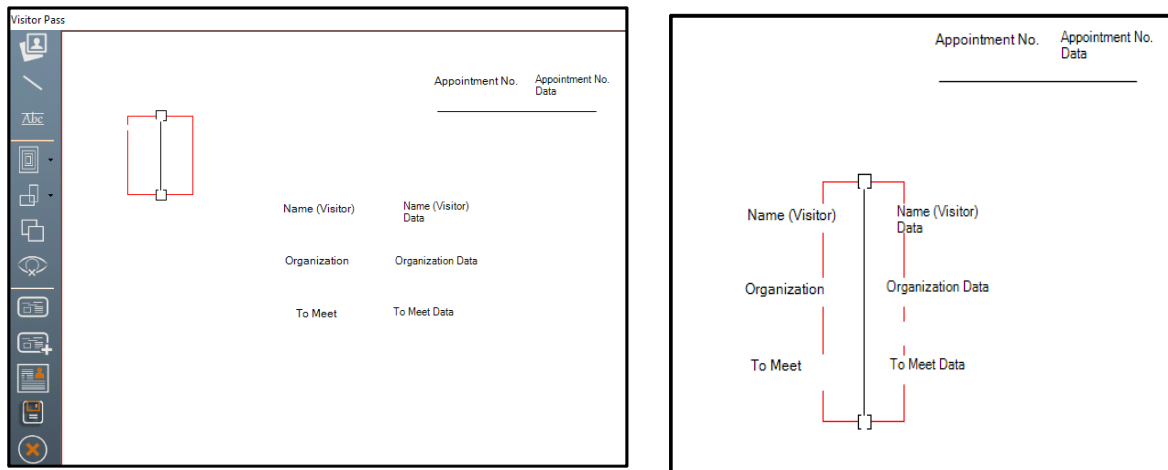 Visitor Pass
Abc
Appointment No. Appointment No.
Data
Name (Visitor) Name (Visitor)
Data
Organization Organization Data
To Meet To Meet Data
Appointment No. Appointment No.
Data
Name (Visitor) Name (Visitor)
Data
Organization Organization Data
To Meet To Meet Data